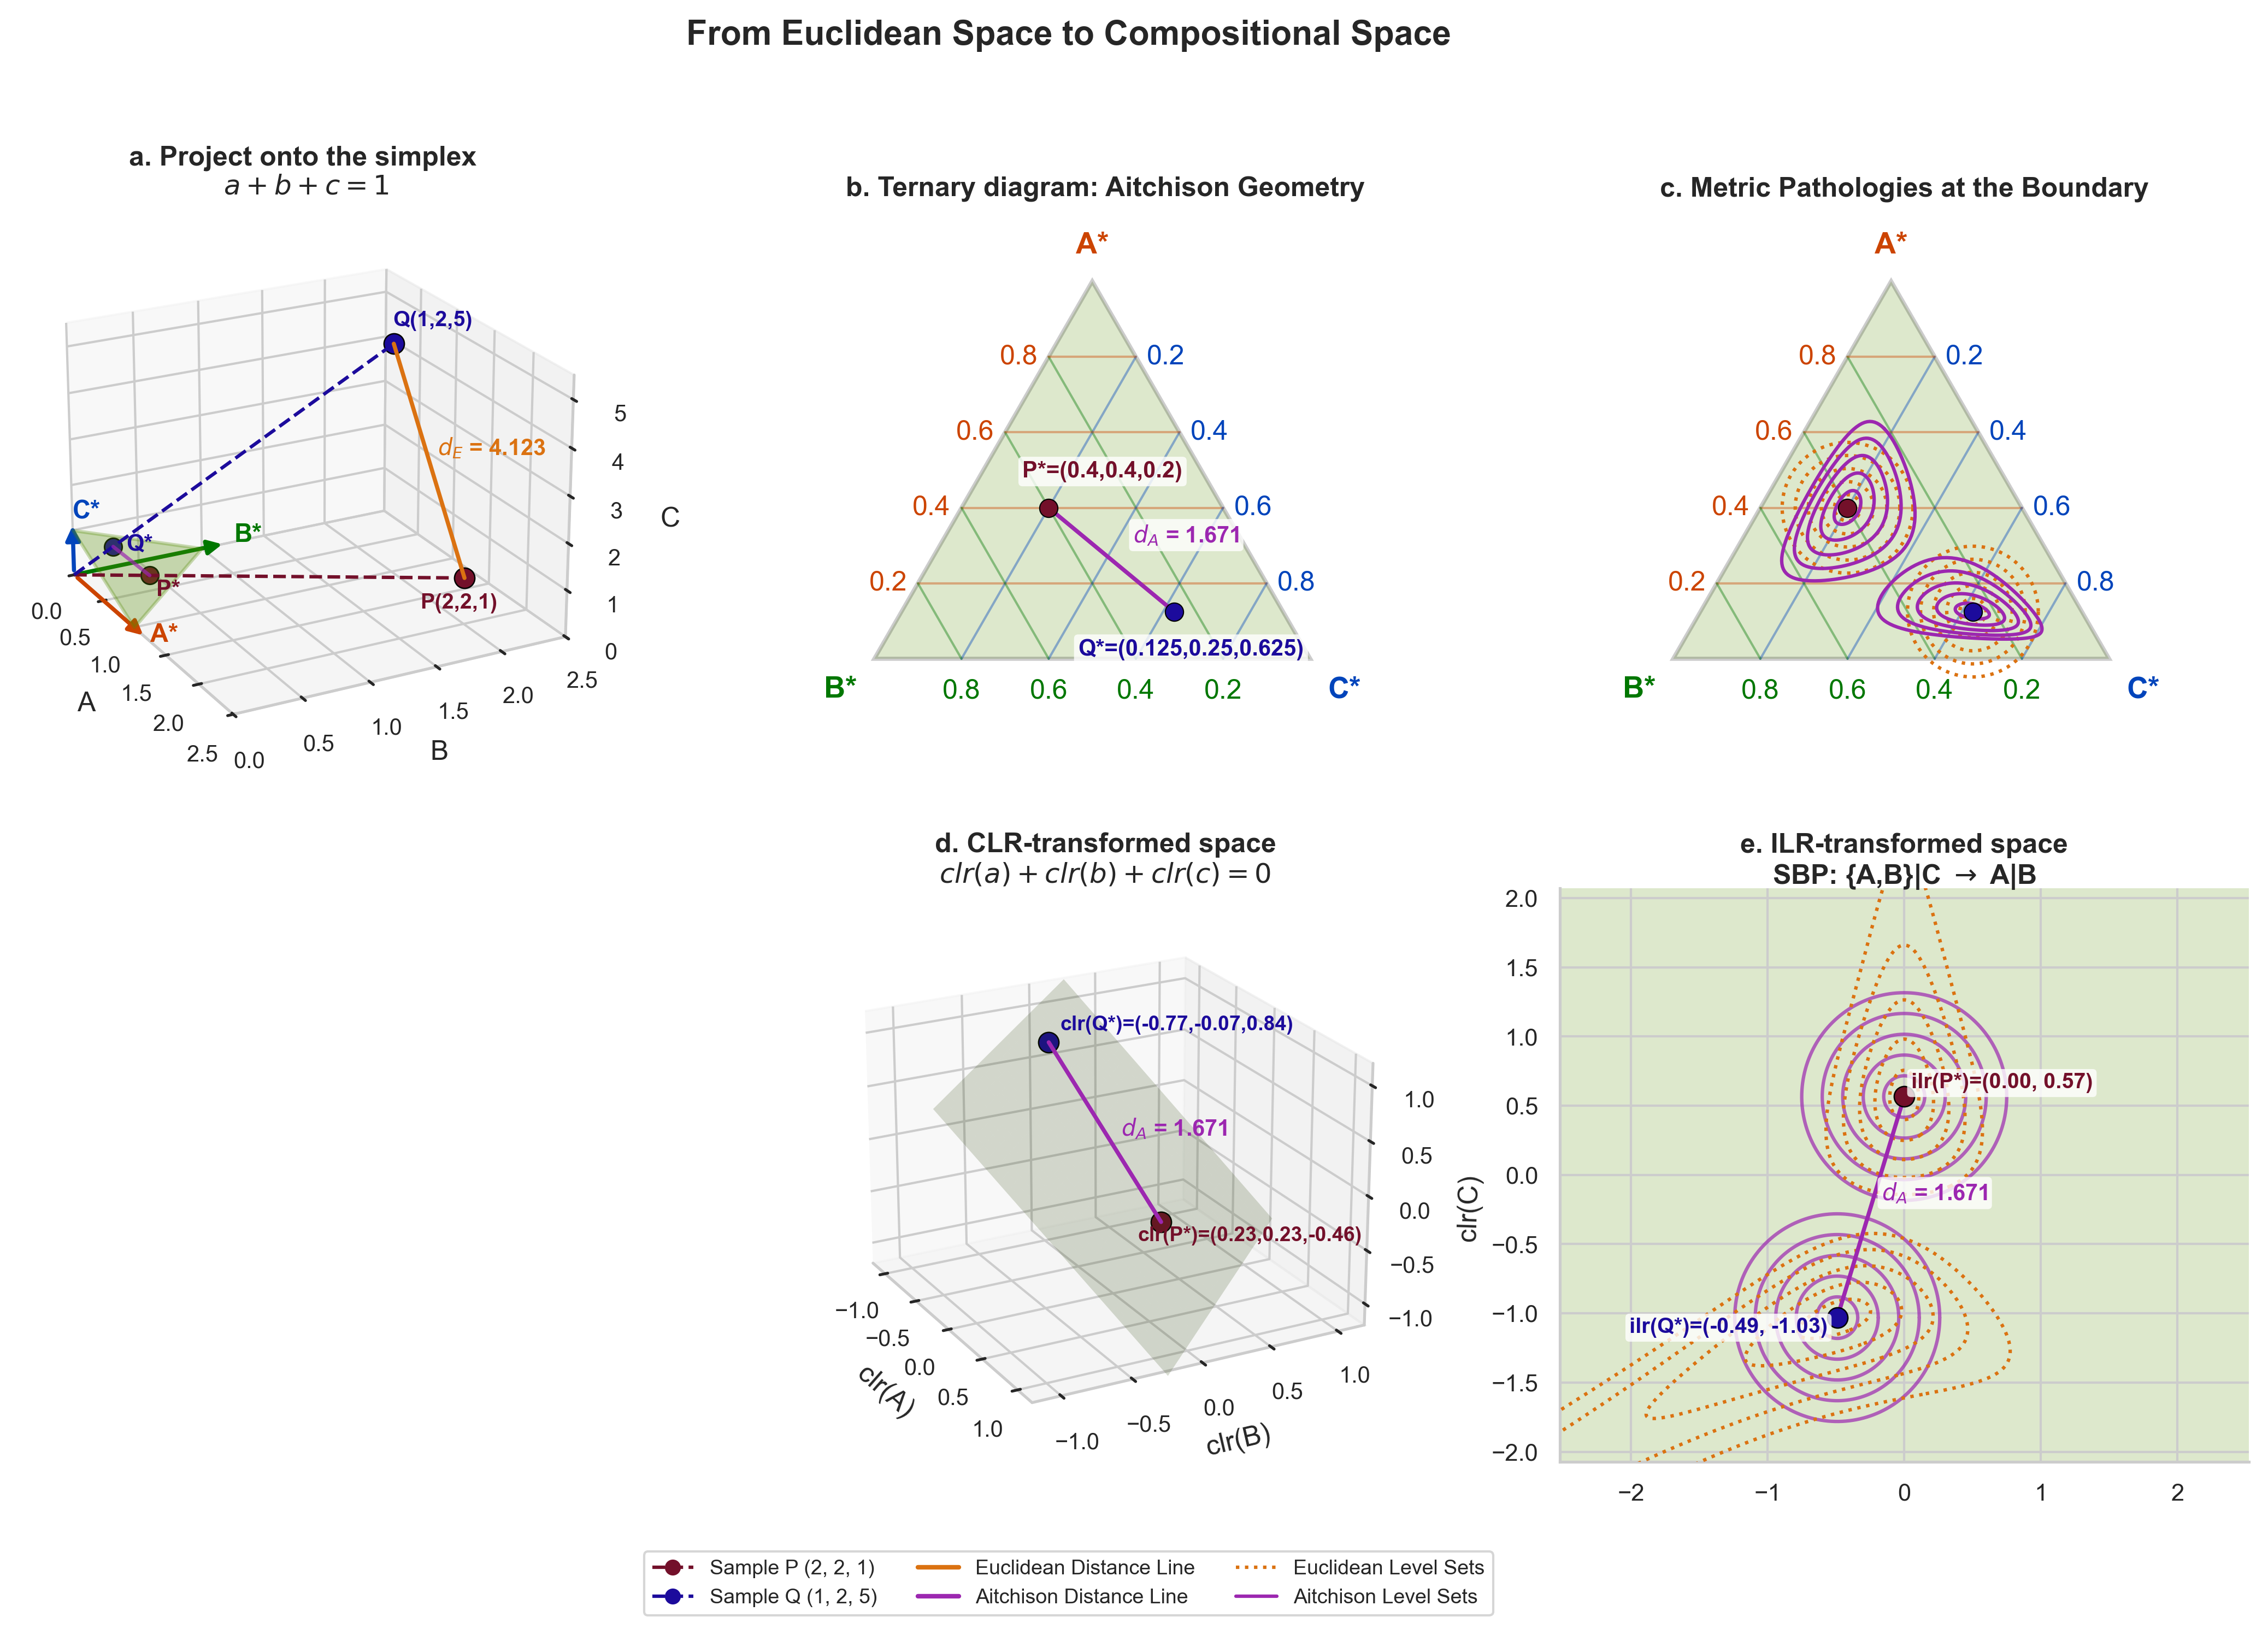 From Euclidean Space to Compositional Space
a. Project onto the simplex
a + b + c = 1
Q(1,2,5)
d_E = 4.123
C*
B*
Q*
P*
A*
P(2,2,1)
0.0
0.5
1.0
1.5
2.0
2.5
A
0.0
0.5
1.0
1.5
2.0
2.5
B
0
1
2
3
4
5
C
b. Ternary diagram: Aitchison Geometry
A*
0.8
0.2
0.6
0.4
P*=(0.4,0.4,0.2)
0.4
0.6
d_A = 1.671
0.2
0.8
Q*=(0.125,0.25,0.625)
B*
0.8
0.6
0.4
0.2
C*
c. Metric Pathologies at the Boundary
A*
0.8
0.2
0.6
0.4
0.4
0.6
0.2
0.8
B*
0.8
0.6
0.4
0.2
C*
d. CLR-transformed space
clr(a) + clr(b) + clr(c) = 0
clr(Q*)=(-0.77,-0.07,0.84)
d_A = 1.671
clr(P*)=(0.23,0.23,-0.46)
−1.0
−0.5
0.0
0.5
1.0
clr(A)
−1.0
−0.5
0.0
0.5
1.0
clr(B)
1.0
0.5
0.0
−0.5
−1.0
clr(C)
e. ILR-transformed space
SBP: {A,B}|C → A|B
2.0
1.5
1.0
0.5
0.0
−0.5
−1.0
−1.5
−2.0
ilr(P*)=(0.00, 0.57)
d_A = 1.671
ilr(Q*)=(-0.49, -1.03)
−2
−1
0
1
2
Sample P (2, 2, 1)
Sample Q (1, 2, 5)
Euclidean Distance Line
Aitchison Distance Line
Euclidean Level Sets
Aitchison Level Sets